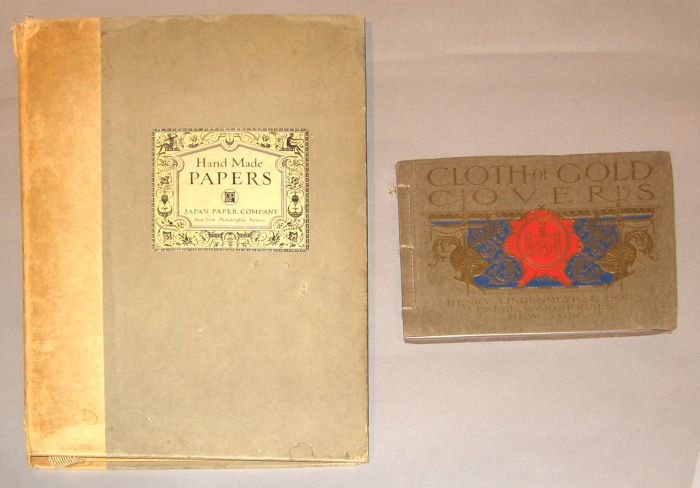 Hand Made
PAPERS
JAPAN PAPER COMPANY
New York Philadelphia Boston
CLOTH OF GOLD
COVERS
HENRY LINDENMEYR & SONS
PAPER WAREHOUSES
NEW YORK